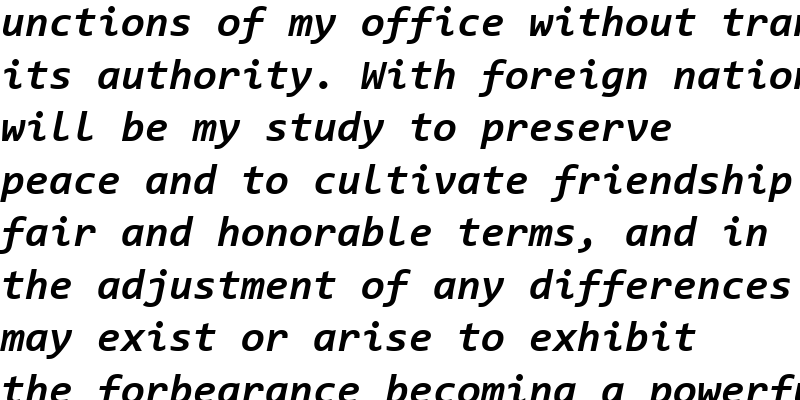 unctions of my office without tran
its authority. With foreign nation
will be my study to preserve
peace and to cultivate friendship
fair and honorable terms, and in
the adjustment of any differences
may exist or arise to exhibit
the forbearance becoming a powerfu